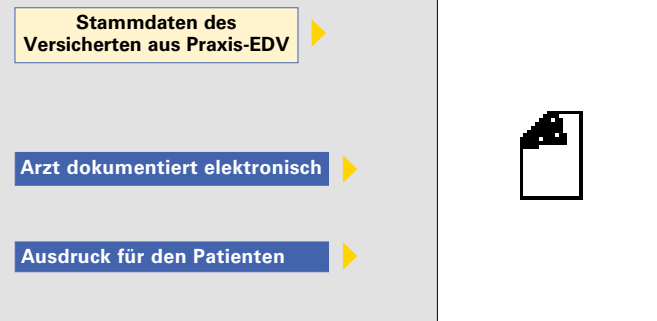 Stammdaten des
Versicherten aus Praxis-EDV
Arzt dokumentiert elektronisch
Ausdruck für den Patienten